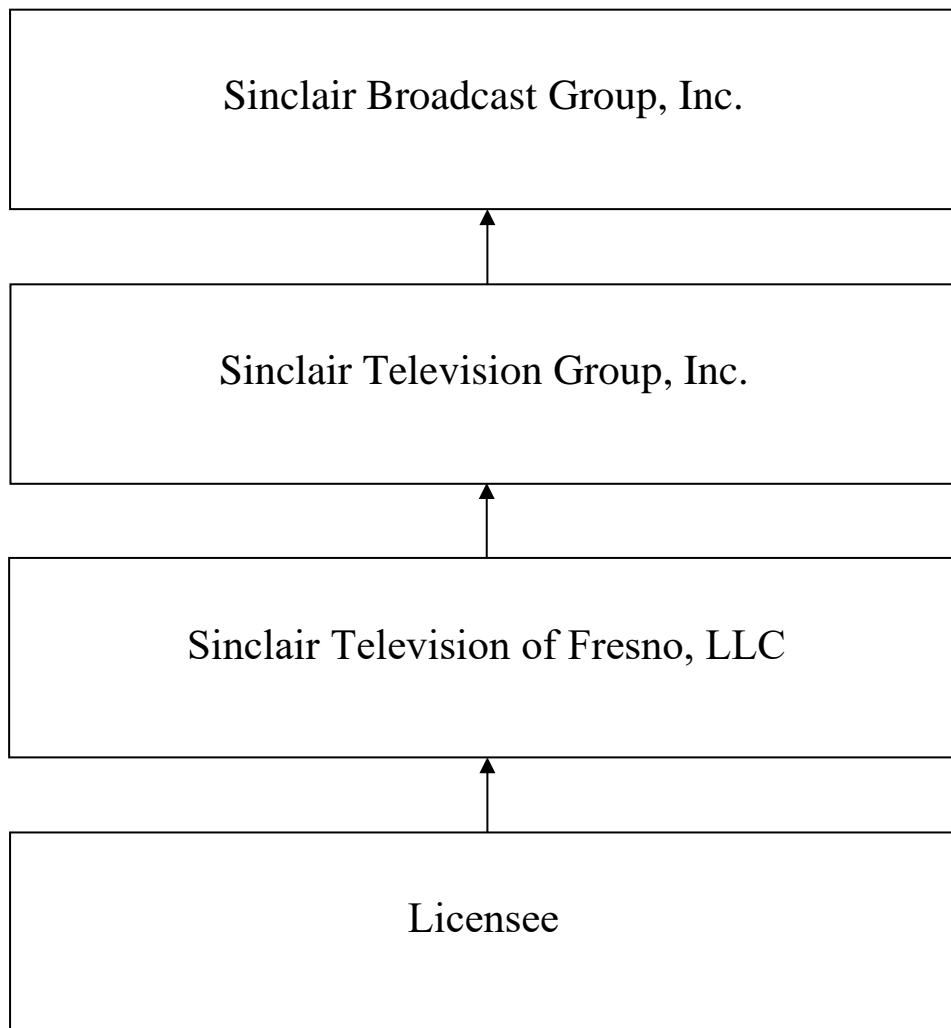 Sinclair Broadcast Group, Inc.
Sinclair Television Group, Inc.
Sinclair Television of Fresno, LLC
Licensee